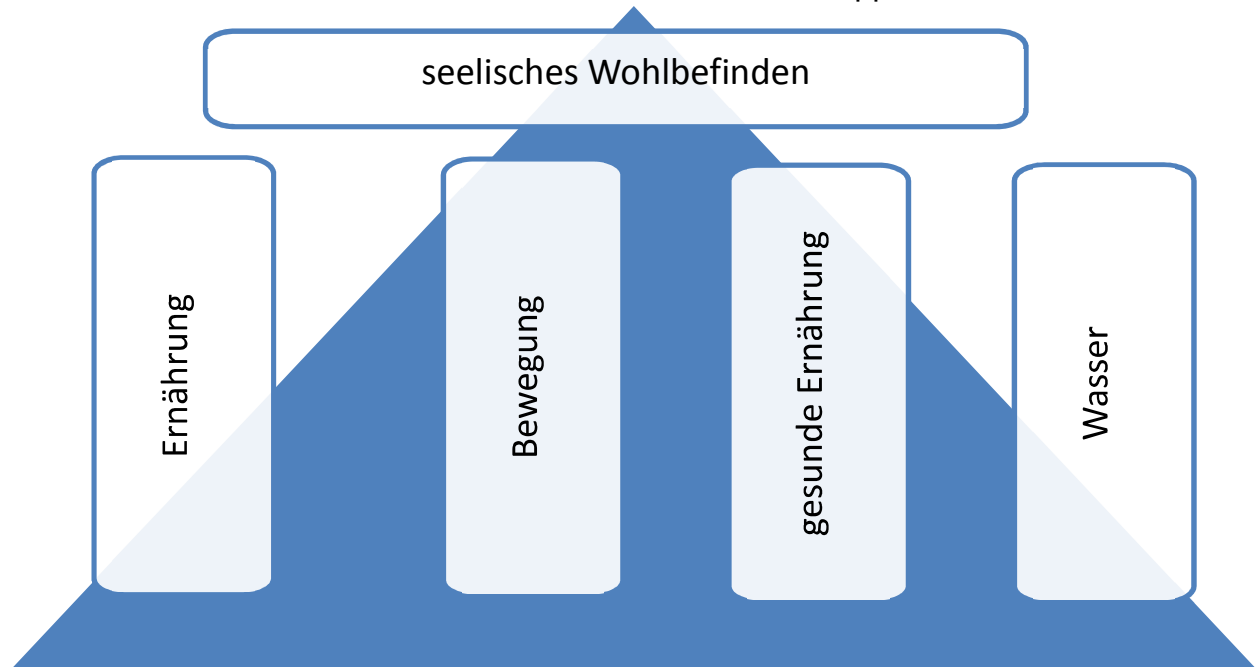 seelisches Wohlbefinden
Ernährung
Bewegung
gesunde Ernährung
Wasser